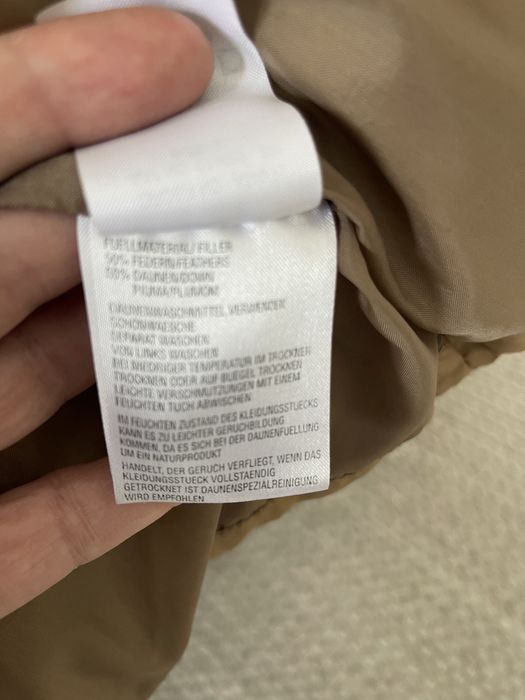 FUELLMATERIAL/FILLER
50% FEDERN/FEATHERS
50% DAUNEN/DOWN
PIUMA/PLUMON
DAUNENWASCHMITTEL VERWENDEN
SCHONWAESCHE
SEPARAT WASCHEN
VON LINKS WASCHEN
BEI NIEDRIGER TEMPERATUR IM TROCKNER
TROCKNEN ODER AUF BUEGEL TROCKNEN
LEICHTE VERSCHMUTZUNGEN MIT EINEM
FEUCHTEN TUCH ABWISCHEN
IM FEUCHTEN ZUSTAND DES KLEIDUNGSSTUECKS
KANN ES ZU LEICHTER GERUCHBILDUNG
KOMMEN, DA ES SICH BEI DER DAUNENFUELLUNG
UM EIN NATURPRODUKT
HANDELT, DER GERUCH VERFLIEGT, WENN DAS
KLEIDUNGSSTUECK VOLLSTAENDIG
GETROCKNET IST DAUNENSPEZIALREINIGUNG
WIRD EMPFOHLEN